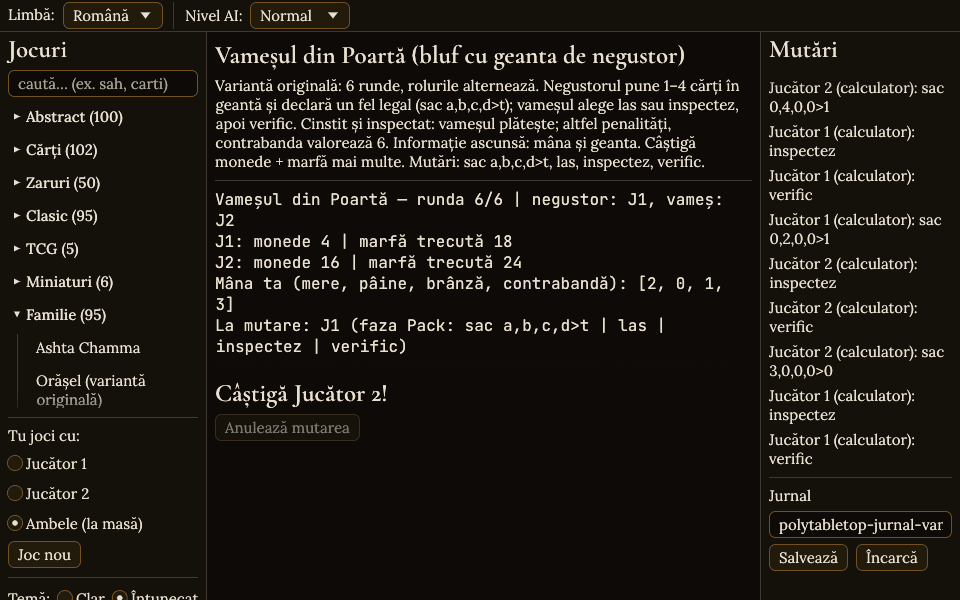 Limbă:
Română
Nivel AI:
Normal
Jocuri
caută... (ex. sah, carti)
Abstract (100)
Cărți (102)
Zaruri (50)
Clasic (95)
TCG (5)
Miniaturi (6)
Familie (95)
Ashta Chamma
Orășel (variantă
originală)
Tu joci cu:
Jucător 1
Jucător 2
Ambele (la masă)
Joc nou
Temă:
Clar
Întunecat
Vameșul din Poartă (bluf cu geanta de negustor)
Variantă originală: 6 runde, rolurile alternează. Negustorul pune 1–4 cărți în
geantă și declară un fel legal (sac a,b,c,d>t); vameșul alege las sau inspectez,
apoi verific. Cinstit și inspectat: vameșul plătește; altfel penalități,
contrabanda valorează 6. Informație ascunsă: mâna și geanta. Câștigă
monede + marfă mai multe. Mutări: sac a,b,c,d>t, las, inspectez, verific.
Vameșul din Poartă — runda 6/6 | negustor: J1, vameș:
J2
J1: monede 4 | marfă trecută 18
J2: monede 16 | marfă trecută 24
Mâna ta (mere, pâine, brânză, contrabandă): [2, 0, 1,
3]
La mutare: J1 (faza Pack: sac a,b,c,d>t | las |
inspectez | verific)
Câștigă Jucător 2!
Anulează mutarea
Mutări
Jucător 2 (calculator): sac
0,4,0,0>1
Jucător 1 (calculator):
inspectez
Jucător 1 (calculator):
verific
Jucător 1 (calculator): sac
0,2,0,0>1
Jucător 2 (calculator):
inspectez
Jucător 2 (calculator):
verific
Jucător 2 (calculator): sac
3,0,0,0>0
Jucător 1 (calculator):
inspectez
Jucător 1 (calculator):
verific
Jurnal
polytabletop-jurnal-var
Salvează
Încarcă